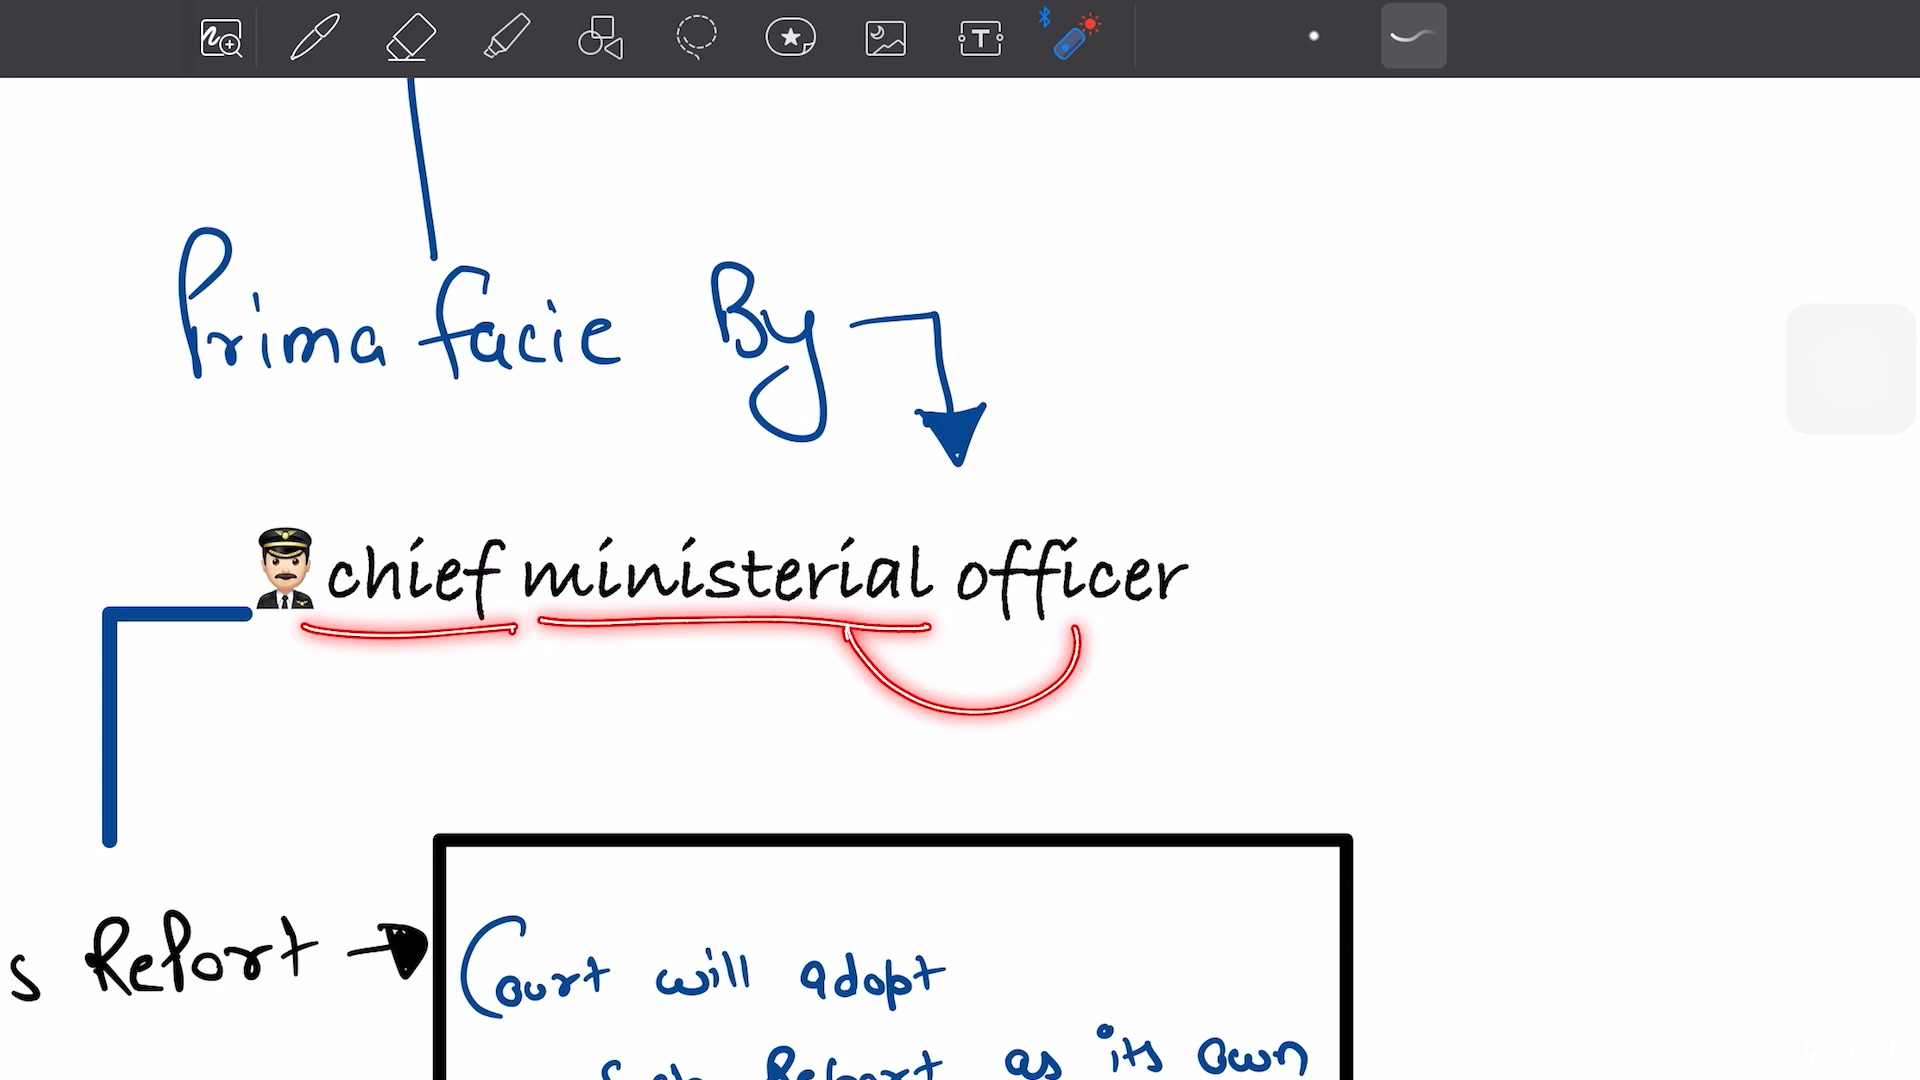 Prima facie By
chief ministerial officer
s Report →
Court will adopt
Report as its own